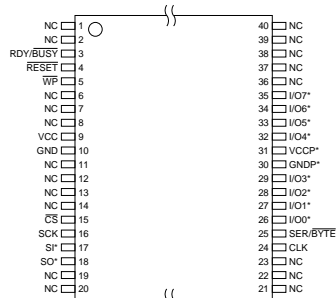 NC 1 40 NC
NC 2 39 NC
RDY/BUSY 3 38 NC
RESET 4 37 NC
WP 5 36 NC
NC 6 35 I/O7*
NC 7 34 I/O6*
NC 8 33 I/O5*
VCC 9 32 I/O4*
GND 10 31 VCCP*
NC 11 30 GNDP*
NC 12 29 I/O3*
NC 13 28 I/O2*
NC 14 27 I/O1*
CS 15 26 I/O0*
SCK 16 25 SER/BYTE
SI* 17 24 CLK
SO* 18 23 NC
NC 19 22 NC
NC 20 21 NC